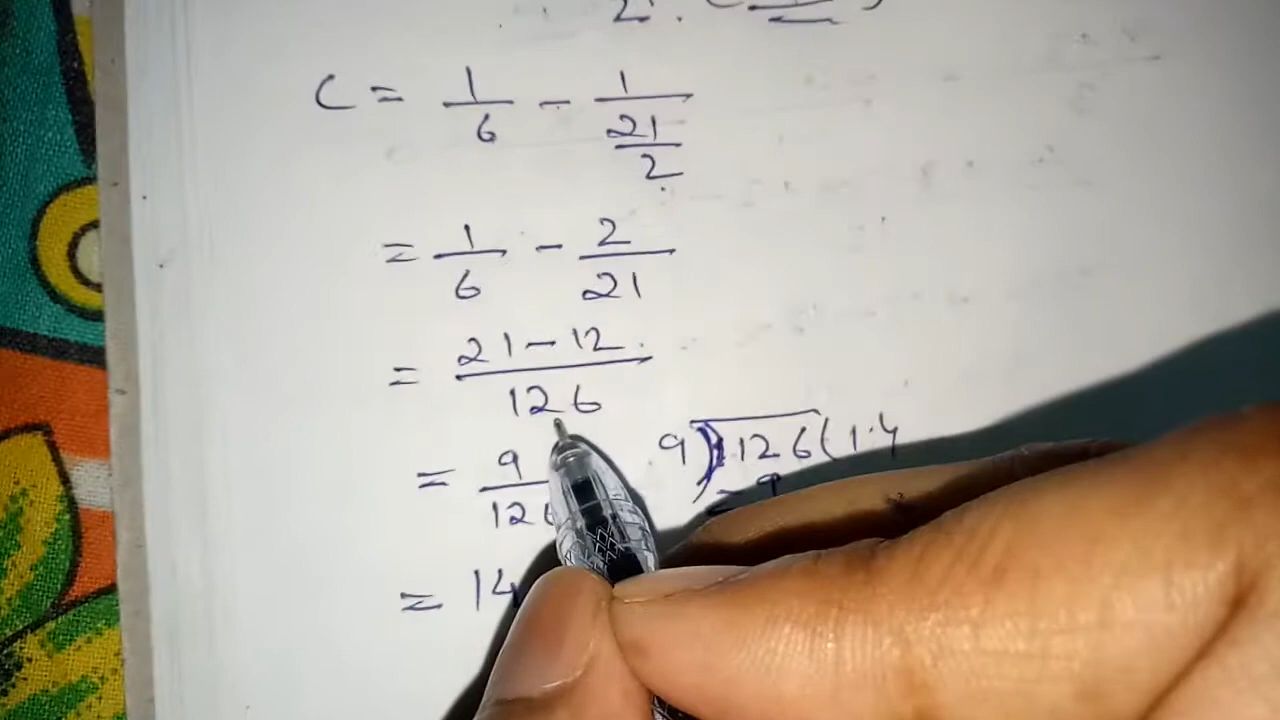 C = 1/6 - 1/(21/2)
= 1/6 - 2/21
= 21-12/126
= 9/126
9)126(1.4
- 9
= 14